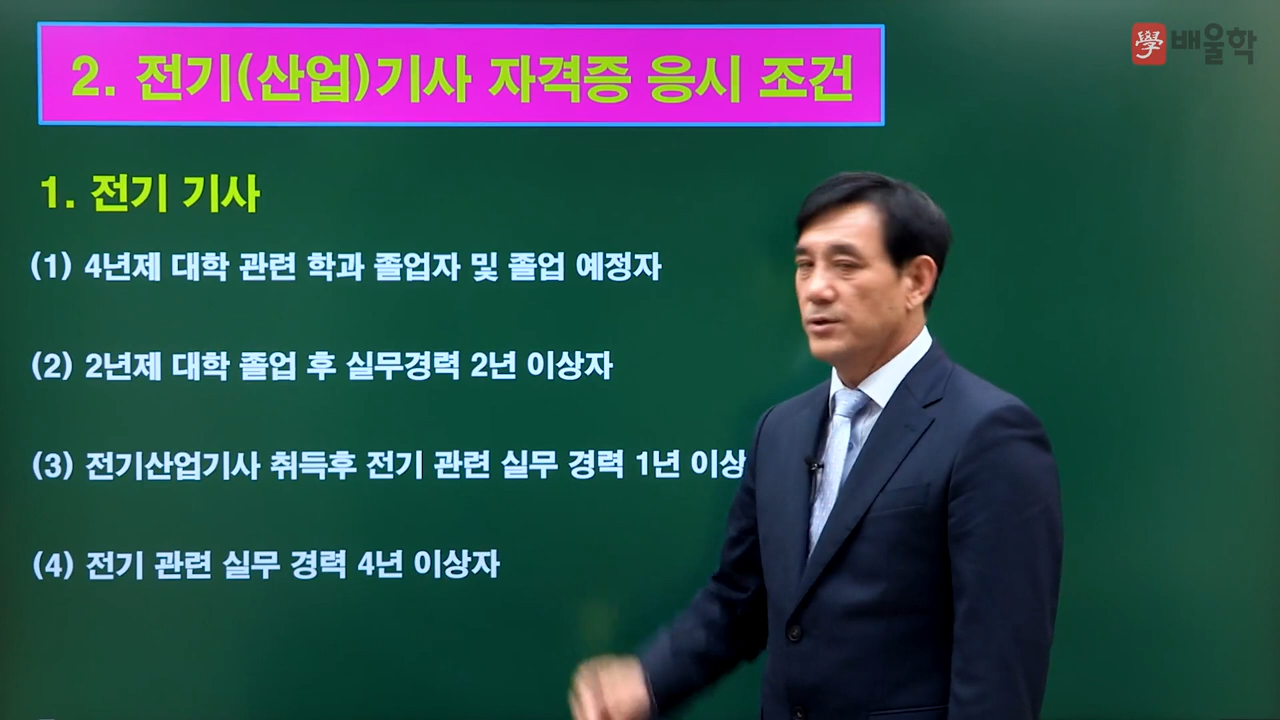 學 배울학
2. 전기(산업)기사 자격증 응시 조건
1. 전기 기사
(1) 4년제 대학 관련 학과 졸업자 및 졸업 예정자
(2) 2년제 대학 졸업 후 실무경력 2년 이상자
(3) 전기산업기사 취득후 전기 관련 실무 경력 1년 이상
(4) 전기 관련 실무 경력 4년 이상자